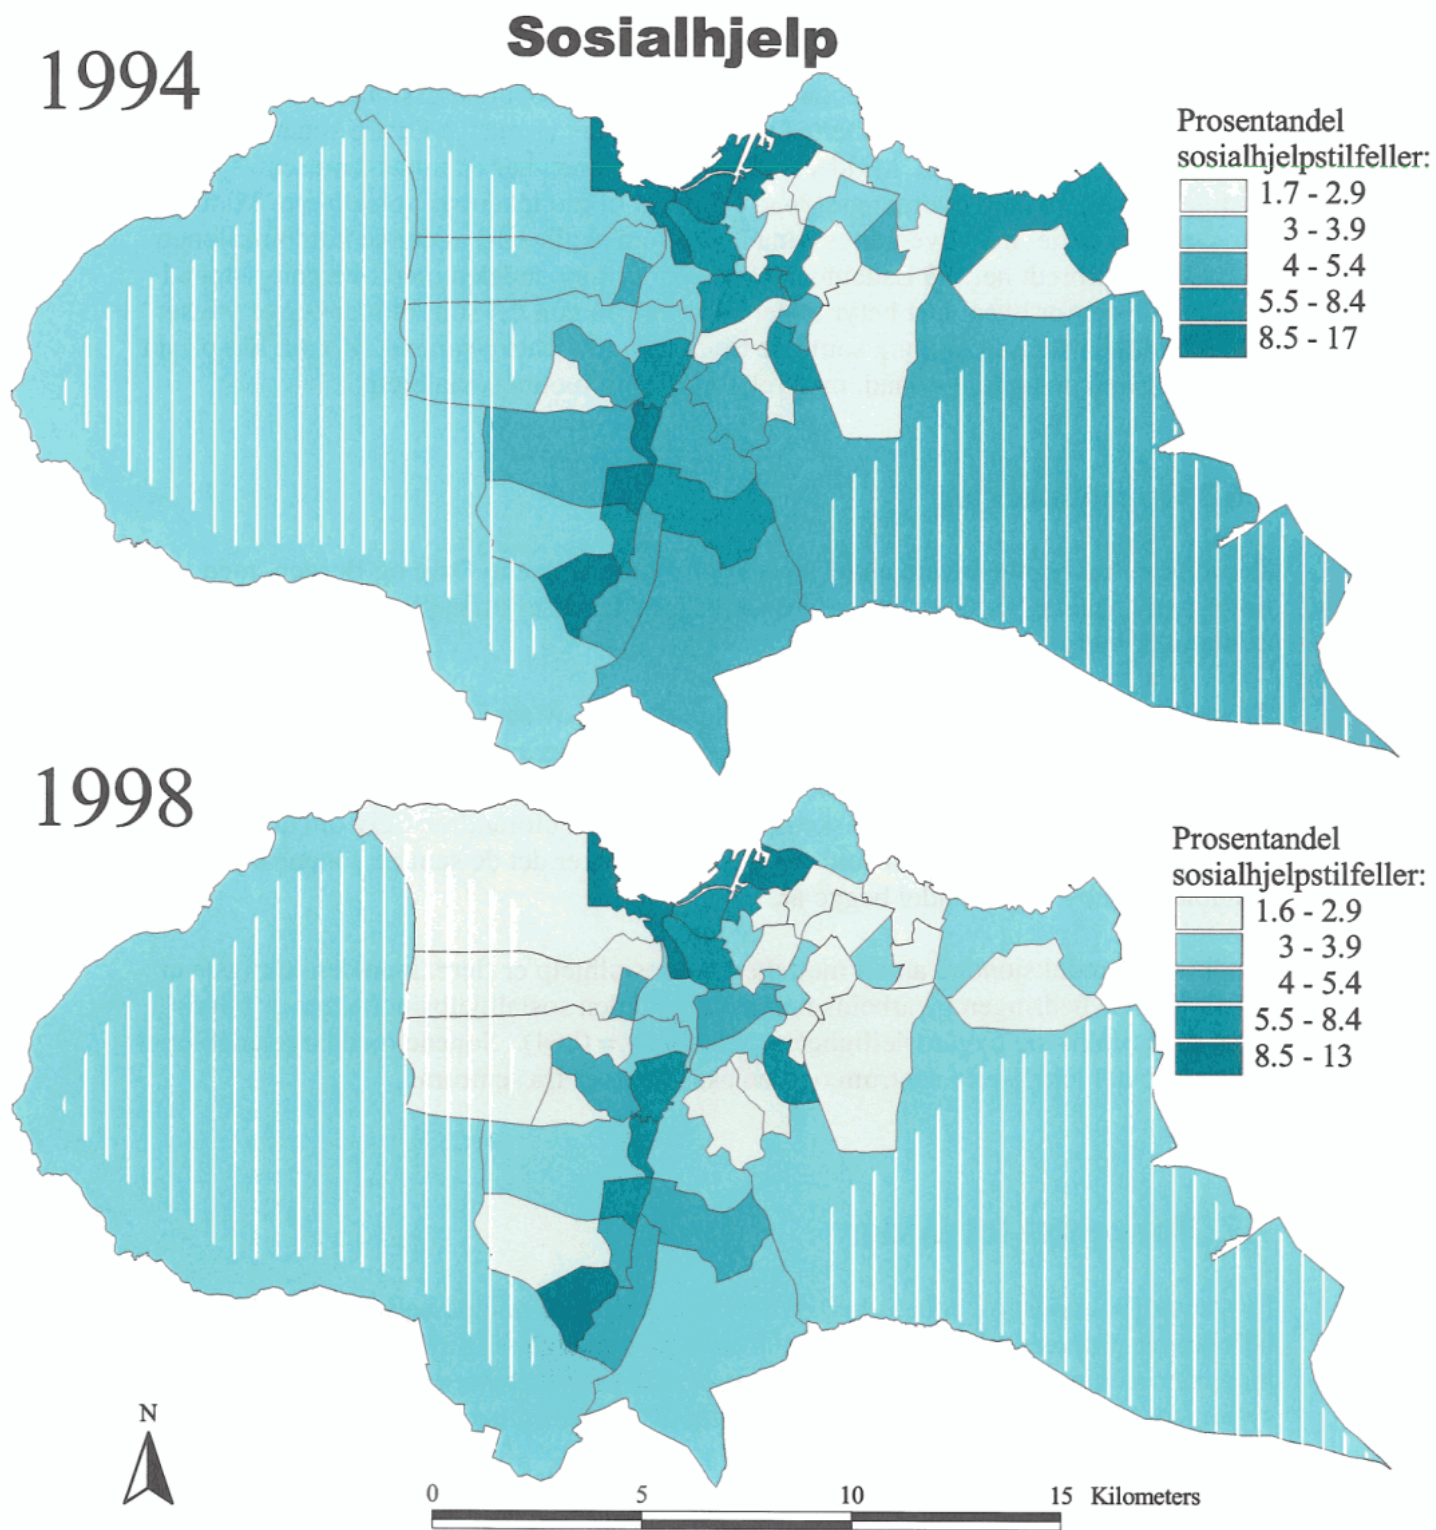 Sosialhjelp
1994
Prosentandel
sosialhjelpstilfeller:
1.7 - 2.9
3 - 3.9
4 - 5.4
5.5 - 8.4
8.5 - 17
1998
Prosentandel
sosialhjelpstilfeller:
1.6 - 2.9
3 - 3.9
4 - 5.4
5.5 - 8.4
8.5 - 13
N
0 5 10 15 Kilometers